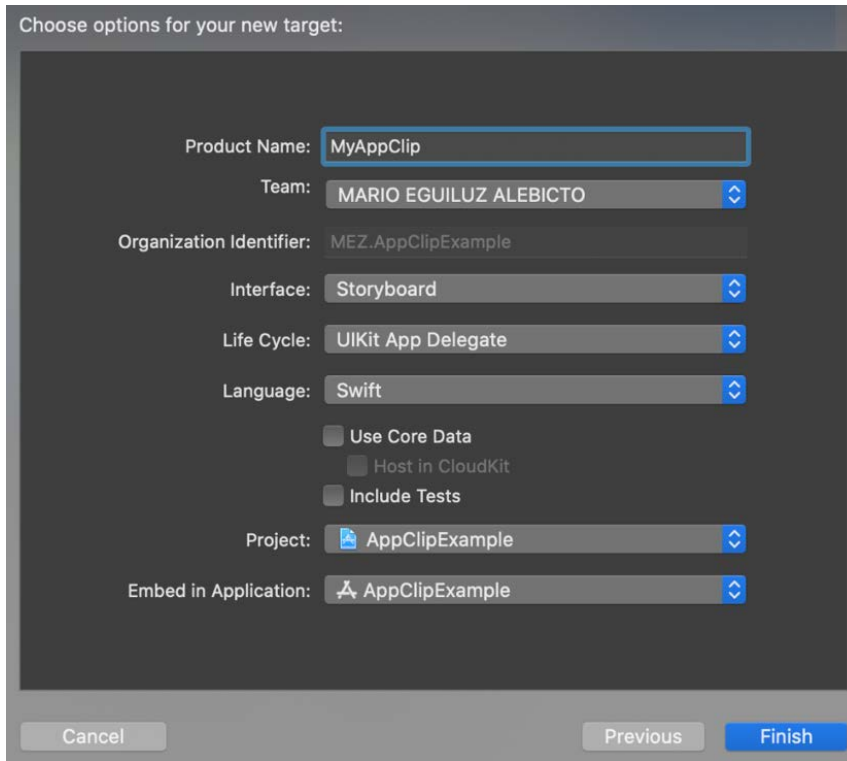 Choose options for your new target:
Product Name: MyAppClip
Team: MARIO EGUILUZ ALEBICTO
Organization Identifier: MEZ.AppClipExample
Interface: Storyboard
Life Cycle: UIKit App Delegate
Language: Swift
Use Core Data
Host in CloudKit
Include Tests
Project: AppClipExample
Embed in Application: AppClipExample
Cancel Previous Finish